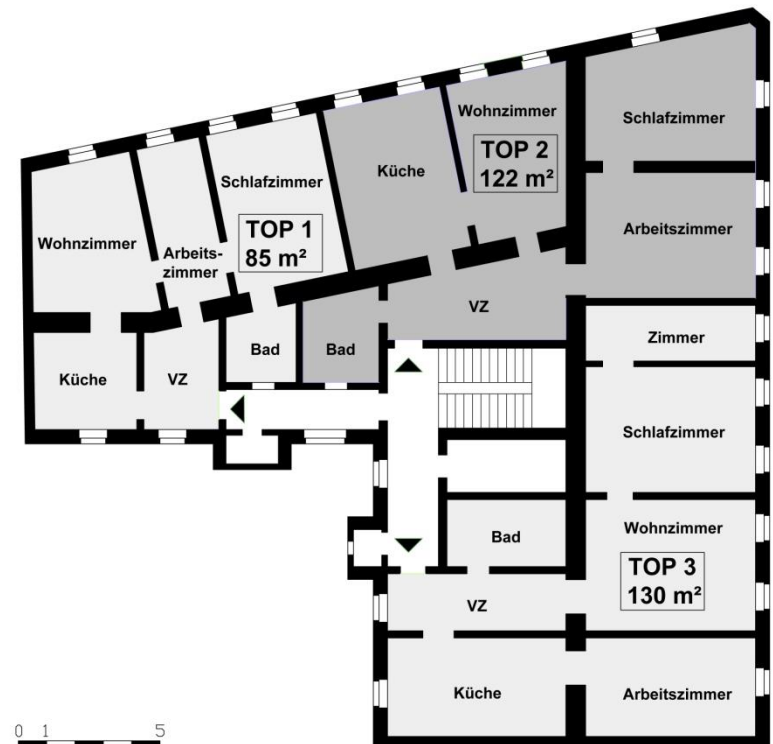 Wohnzimmer
Arbeits-
zimmer
Schlafzimmer
TOP 1
85 m²
Küche
VZ
Bad
Küche
Wohnzimmer
TOP 2
122 m²
Schlafzimmer
Arbeitszimmer
VZ
Bad
Zimmer
Schlafzimmer
Wohnzimmer
TOP 3
130 m²
Bad
VZ
Küche
Arbeitszimmer
0 1 5